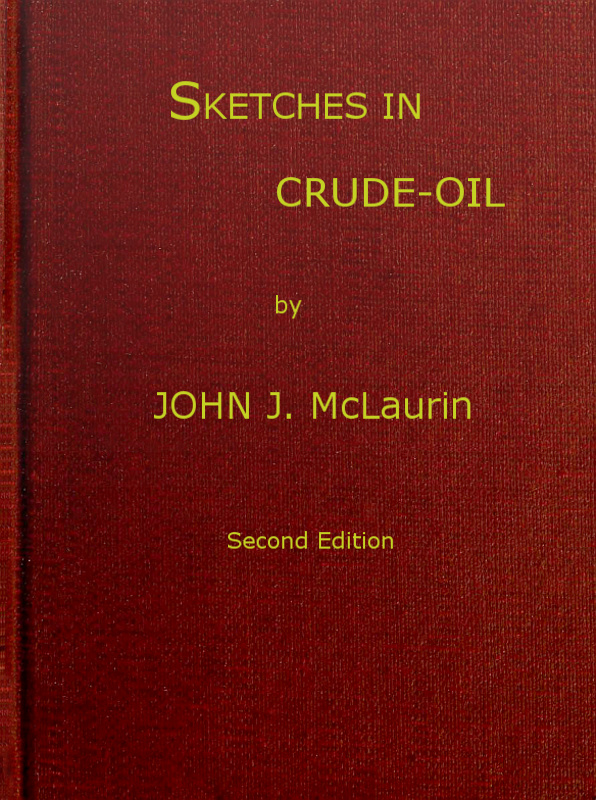 SKETCHES IN
CRUDE-OIL
by
JOHN J. McLaurin
Second Edition